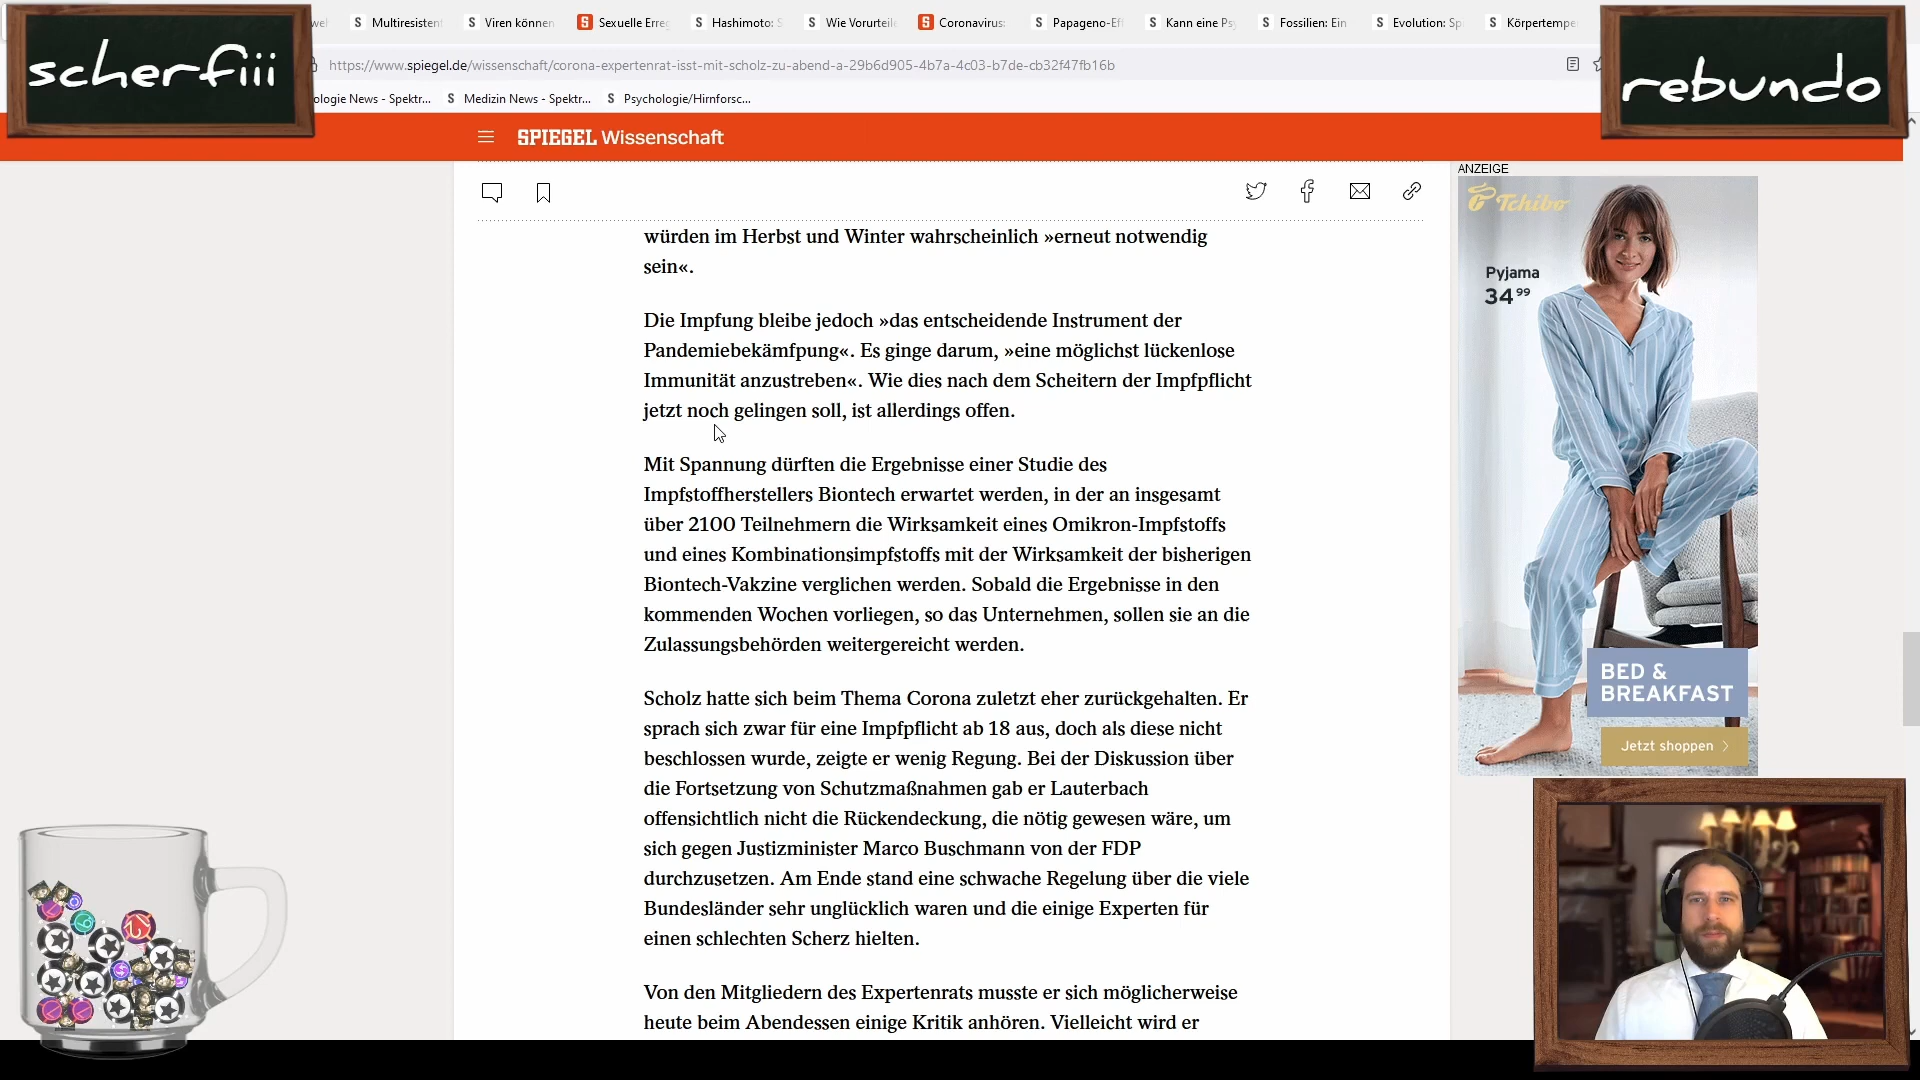 scherfiii
rebundo
Multiresisten
Viren können
Sexuelle Erre
Hashimoto: S
Wie Vorurteile
Coronavirus:
Papageno-Ef
Kann eine Ps
Fossilien: Ein
Evolution: Sp
Körpertempe
https://www.spiegel.de/wissenschaft/corona-expertenrat-isst-mit-scholz-zu-abend-a-29b6d905-4b7a-4c03-b7de-cb32f47fb16b
ologie News - Spektr...
Medizin News - Spektr...
Psychologie/Hirnforsc...
SPIEGEL Wissenschaft
würden im Herbst und Winter wahrscheinlich »erneut notwendig
sein«.
Die Impfung bleibe jedoch »das entscheidende Instrument der
Pandemiebekämfpung«. Es ginge darum, »eine möglichst lückenlose
Immunität anzustreben«. Wie dies nach dem Scheitern der Impfpflicht
jetzt noch gelingen soll, ist allerdings offen.
Mit Spannung dürften die Ergebnisse einer Studie des
Impfstoffherstellers Biontech erwartet werden, in der an insgesamt
über 2100 Teilnehmern die Wirksamkeit eines Omikron-Impfstoffs
und eines Kombinationsimpfstoffs mit der Wirksamkeit der bisherigen
Biontech-Vakzine verglichen werden. Sobald die Ergebnisse in den
kommenden Wochen vorliegen, so das Unternehmen, sollen sie an die
Zulassungsbehörden weitergereicht werden.
Scholz hatte sich beim Thema Corona zuletzt eher zurückgehalten. Er
sprach sich zwar für eine Impfpflicht ab 18 aus, doch als diese nicht
beschlossen wurde, zeigte er wenig Regung. Bei der Diskussion über
die Fortsetzung von Schutzmaßnahmen gab er Lauterbach
offensichtlich nicht die Rückendeckung, die nötig gewesen wäre, um
sich gegen Justizminister Marco Buschmann von der FDP
durchzusetzen. Am Ende stand eine schwache Regelung über die viele
Bundesländer sehr unglücklich waren und die einige Experten für
einen schlechten Scherz hielten.
Von den Mitgliedern des Expertenrats musste er sich möglicherweise
heute beim Abendessen einige Kritik anhören. Vielleicht wird er
ANZEIGE
Tchibo
Pyjama
34 99
BED &
BREAKFAST
Jetzt shoppen